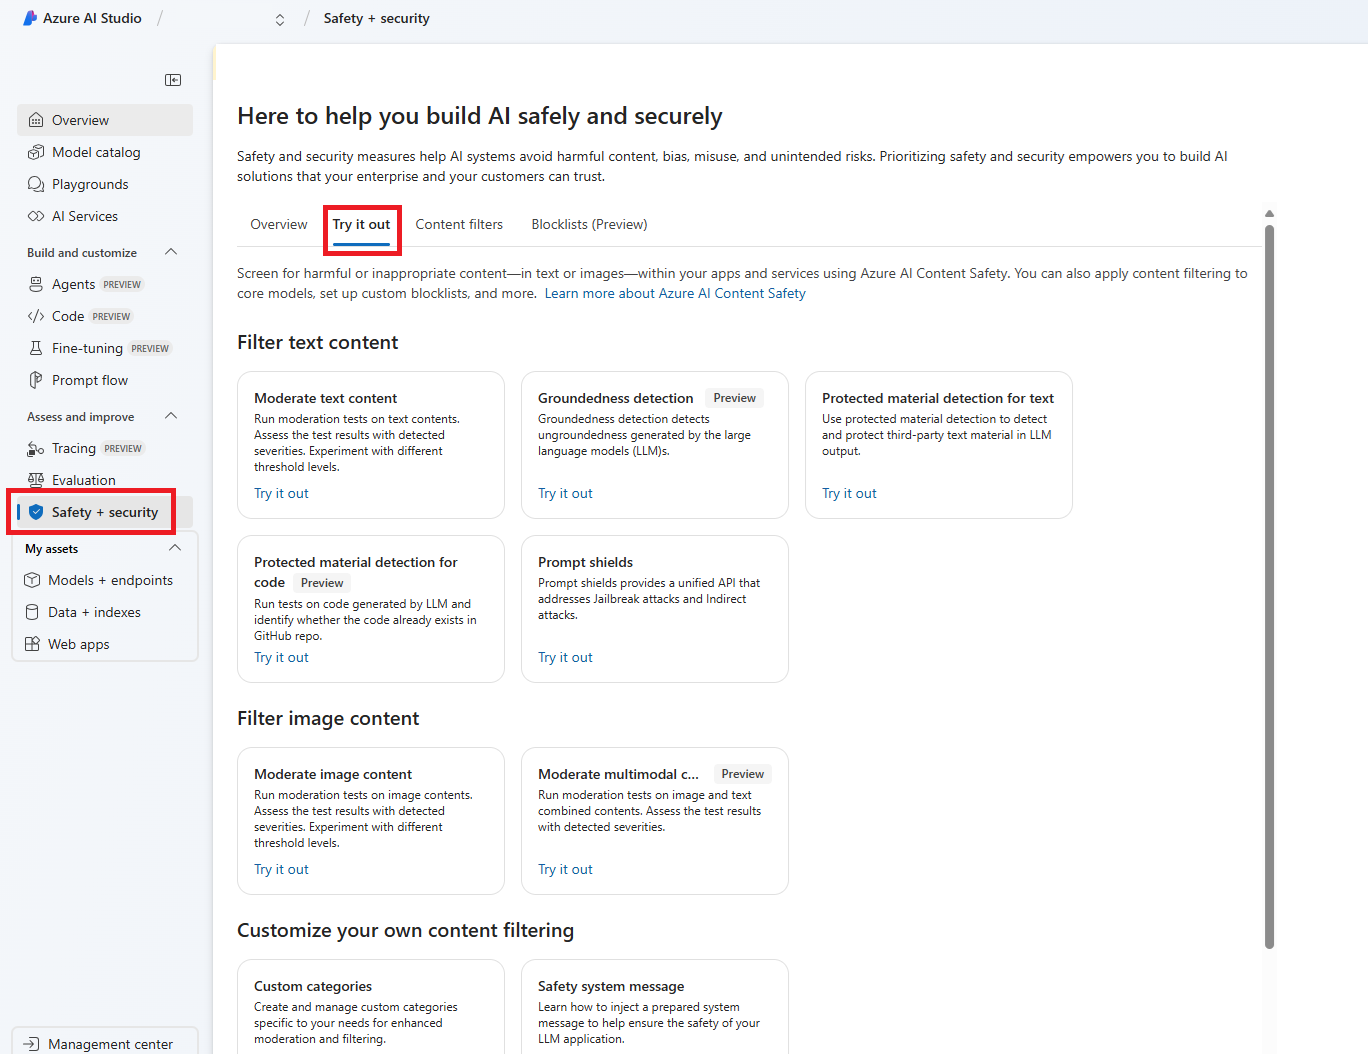 Azure AI Studio / / Safety + security
Overview
Model catalog
Playgrounds
AI Services
Build and customize
Agents PREVIEW
Code PREVIEW
Fine-tuning PREVIEW
Prompt flow
Assess and improve
Tracing PREVIEW
Evaluation
Safety + security
My assets
Models + endpoints
Data + indexes
Web apps
Management center
Here to help you build AI safely and securely
Safety and security measures help AI systems avoid harmful content, bias, misuse, and unintended risks. Prioritizing safety and security empowers you to build AI
solutions that your enterprise and your customers can trust.
Overview Try it out Content filters Blocklists (Preview)
Screen for harmful or inappropriate content—in text or images—within your apps and services using Azure AI Content Safety. You can also apply content filtering to
core models, set up custom blocklists, and more. Learn more about Azure AI Content Safety
Filter text content
Moderate text content
Run moderation tests on text contents.
Assess the test results with detected
severities. Experiment with different
threshold levels.
Try it out
Groundedness detection Preview
Groundedness detection detects
ungroundedness generated by the large
language models (LLM)s.
Try it out
Protected material detection for text
Use protected material detection to detect
and protect third-party text material in LLM
output.
Try it out
Protected material detection for
code Preview
Run tests on code generated by LLM and
identify whether the code already exists in
GitHub repo.
Try it out
Prompt shields
Prompt shields provides a unified API that
addresses Jailbreak attacks and Indirect
attacks.
Try it out
Filter image content
Moderate image content
Run moderation tests on image contents.
Assess the test results with detected
severities. Experiment with different
threshold levels.
Try it out
Moderate multimodal c... Preview
Run moderation tests on image and text
combined contents. Assess the test results
with detected severities.
Try it out
Customize your own content filtering
Custom categories
Create and manage custom categories
specific to your needs for enhanced
moderation and filtering.
Safety system message
Learn how to inject a prepared system
message to help ensure the safety of your
LLM application.